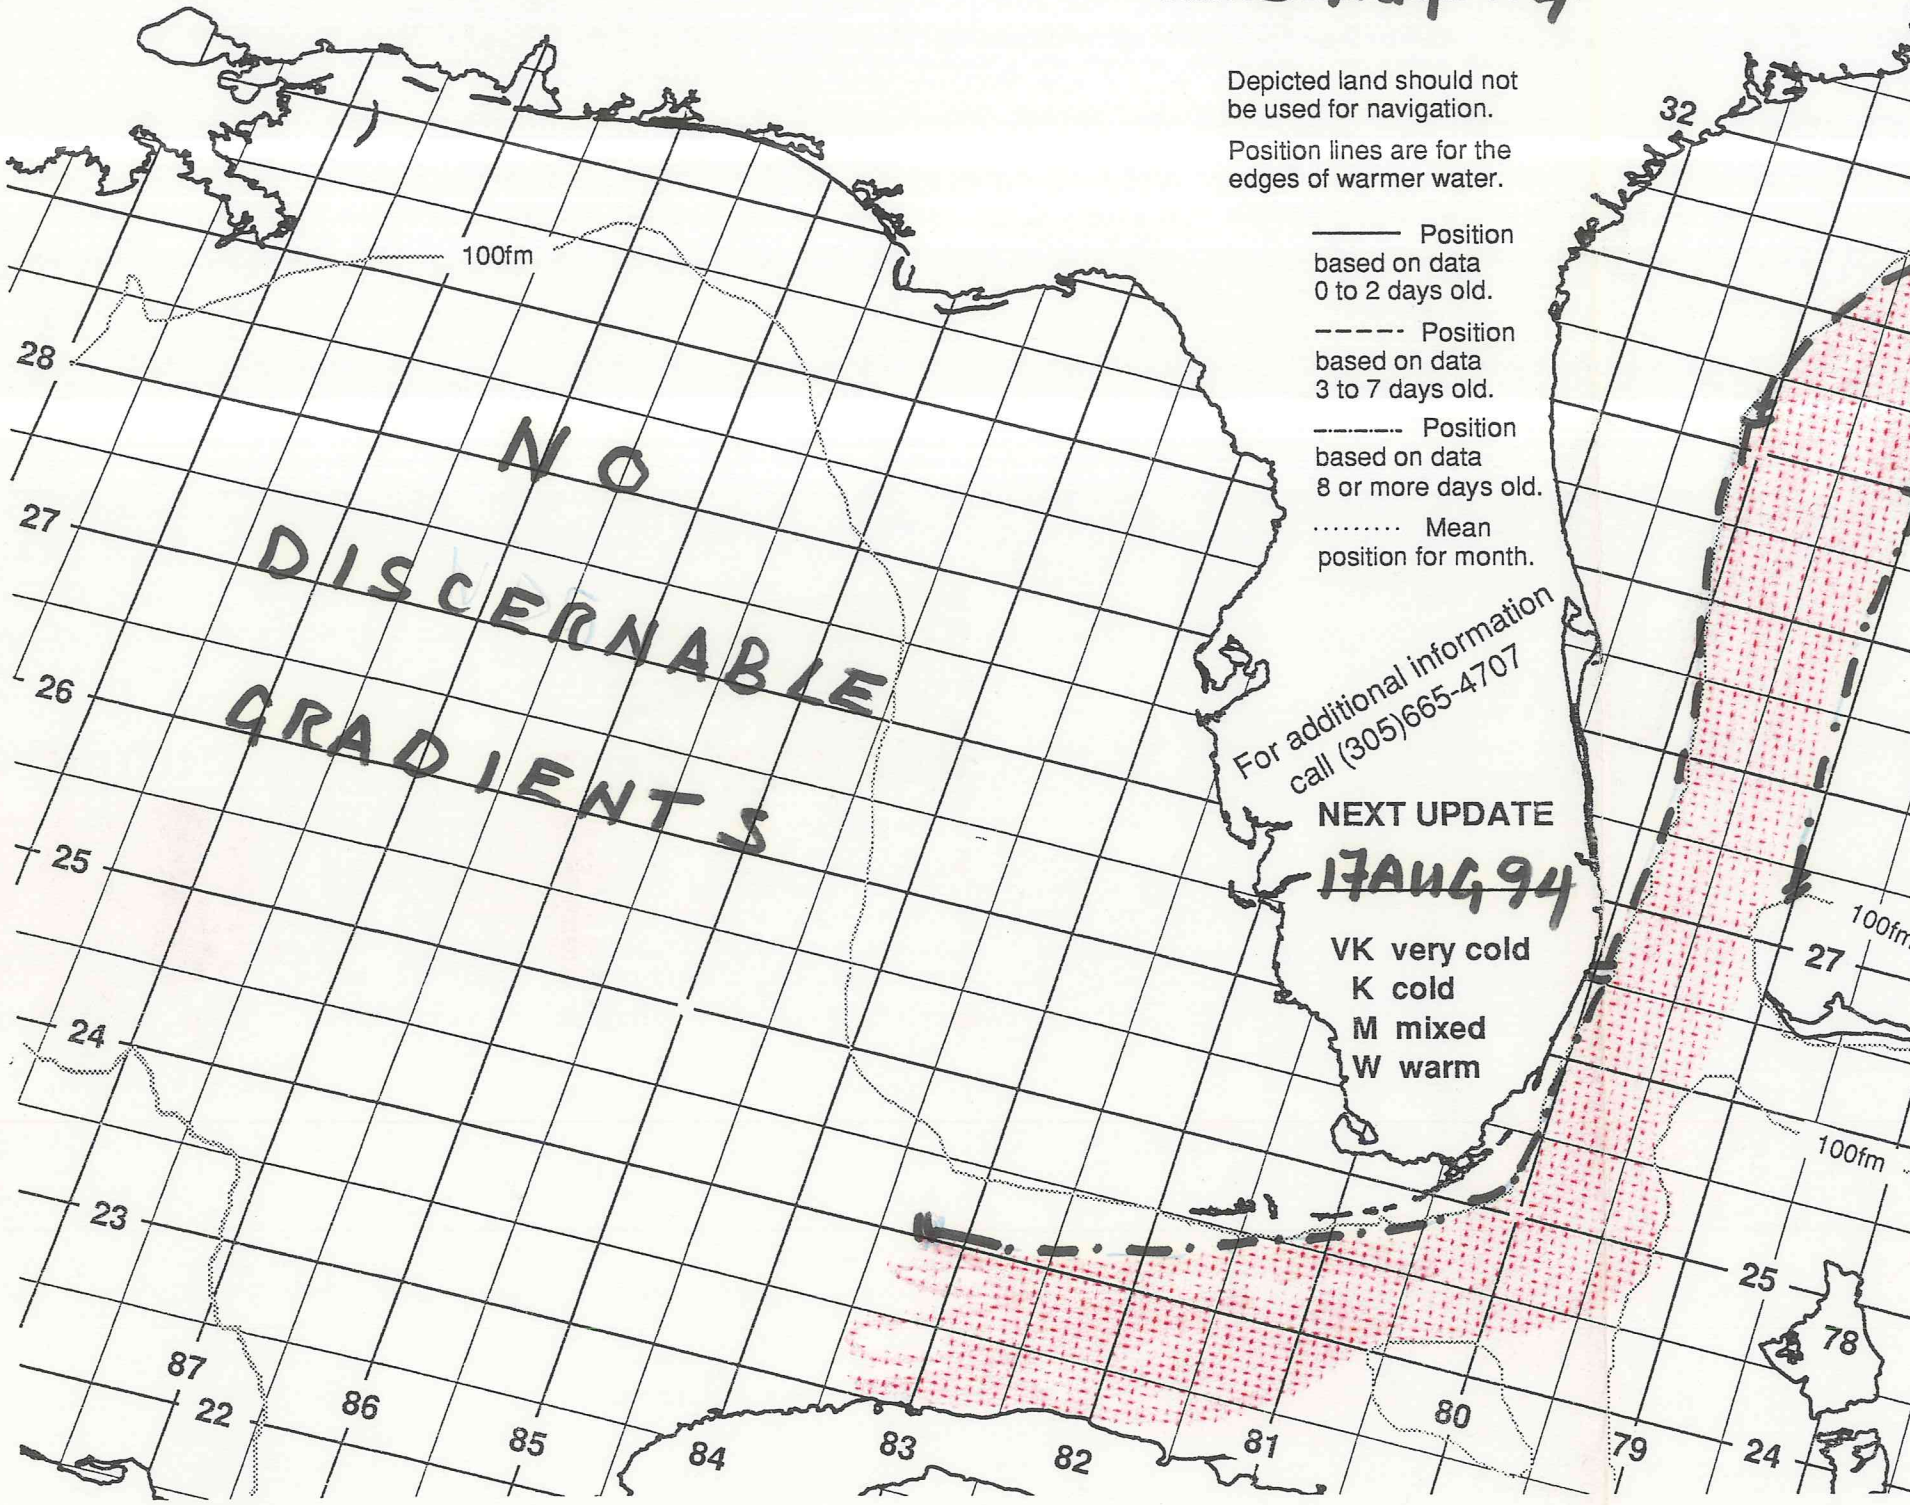 Depicted land should not
be used for navigation.
Position lines are for the
edges of warmer water.
Position
based on data
0 to 2 days old.
Position
based on data
3 to 7 days old.
Position
based on data
8 or more days old.
Mean
position for month.
32
100fm
28
NO
27
DISCERNABLE
26
GRADIENTS
25
24
23
For additional information
call (305)665-4707
NEXT UPDATE
17AUG94
VK very cold
K cold
M mixed
W warm
100fm
27
100fm
25
78
87
22
86
85
84
83
82
81
80
79
24